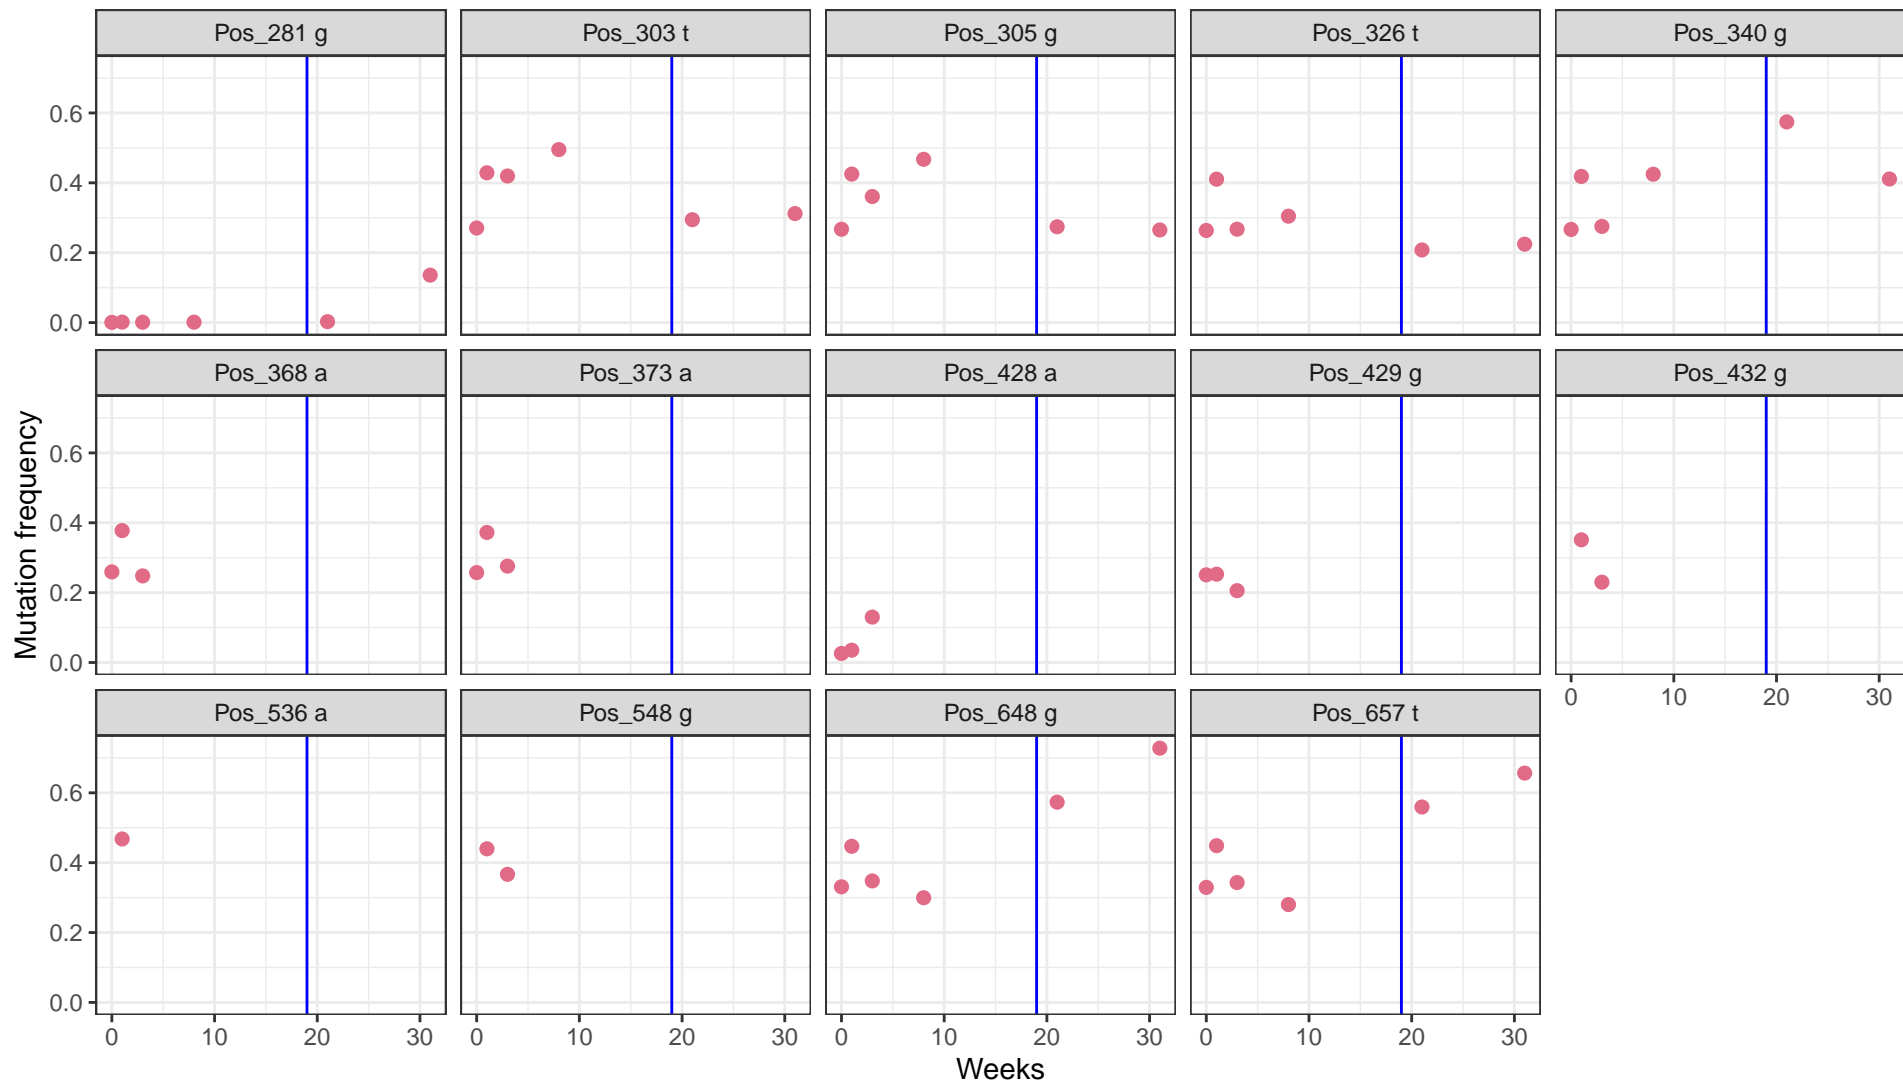 Pos_281 g Pos_303 t Pos_305 g Pos_326 t Pos_340 g
0.6
0.4
0.2
0.0
Pos_368 a Pos_373 a Pos_428 a Pos_429 g Pos_432 g
Mutation frequency
0.6
0.4
0.2
0.0
0 10 20 30
Pos_536 a Pos_548 g Pos_648 g Pos_657 t
0.6
0.4
0.2
0.0
0 10 20 30 0 10 20 30 0 10 20 30 0 10 20 30
Weeks